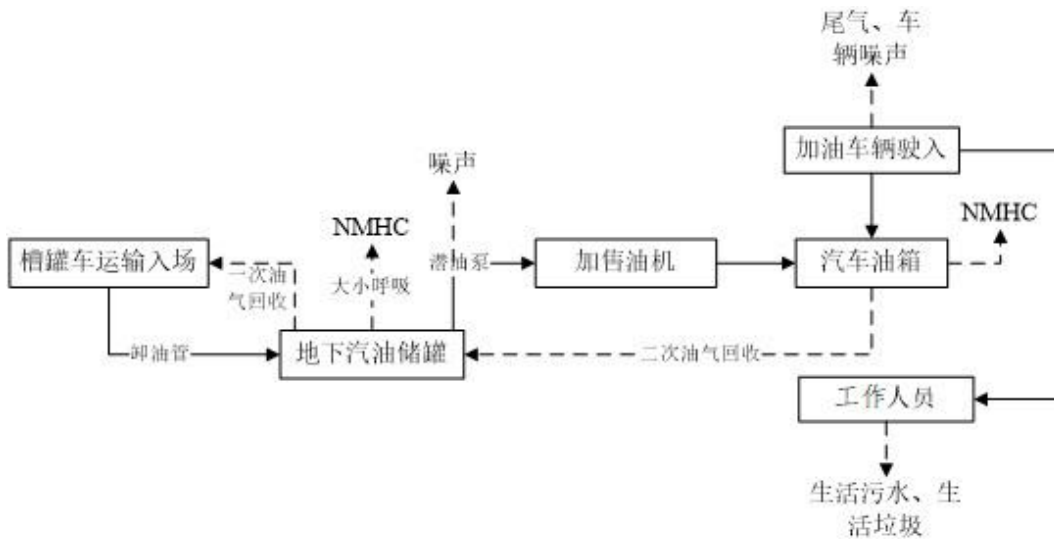 尾气、车
辆噪声
加油车辆驶入
噪声
NMHC
NMHC
槽罐车运输入场
一次油
气回收
大小呼吸
潜油泵
加售油机
汽车油箱
卸油管
地下汽油储罐
二次油气回收
工作人员
生活污水、生
活垃圾